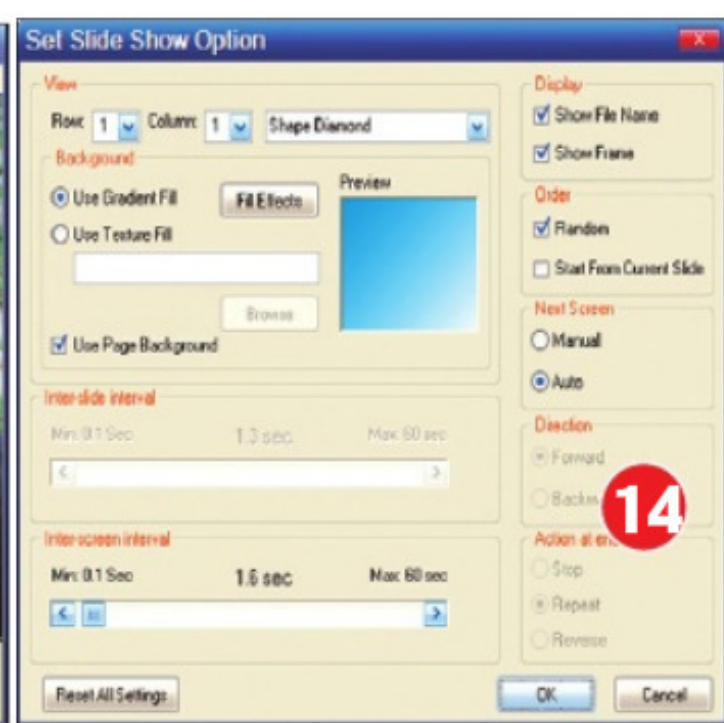 Set Slide Show Option
View
Row: 1 Column: 1 Shape Diamond
Background
Use Gradient Fill
Fill Effects
Preview
Use Texture Fill
Browse
Use Page Background
Inter-slide interval
Min: 0.1 Sec 1.3 sec Max: 60 sec
Inter-screen interval
Min: 0.1 Sec 1.6 sec Max: 60 sec
Reset All Settings
Display
Show File Name
Show Frame
Order
Random
Start From Current Slide
Next Screen
Manual
Auto
Direction
Forward
14
Action at
Stop
Repeat
Reverse
OK
Cancel